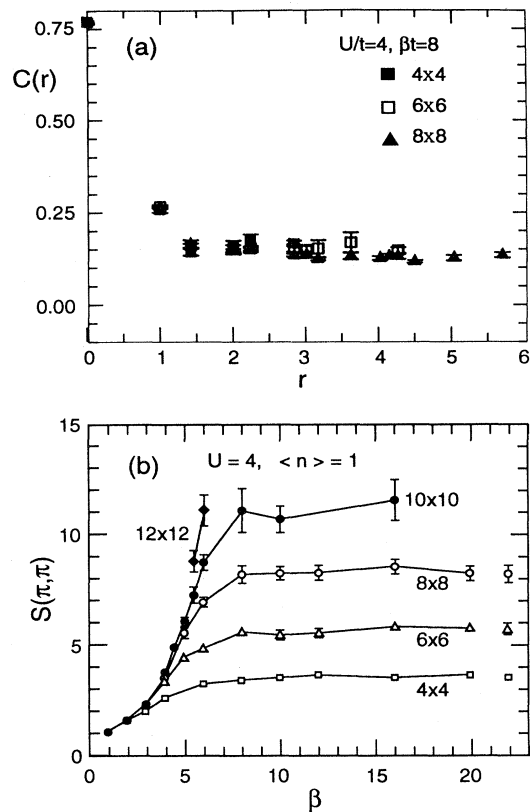 0.75
(a)
U/t=4, βt=8
C(r)
4x4
6x6
8x8
0.50
0.25
0.00
0 1 2 3 4 5 6
r
15
(b)
U = 4, < n > = 1
12x12
10x10
10
S(π,π)
8x8
6x6
5
4x4
0
0 5 10 15 20
β